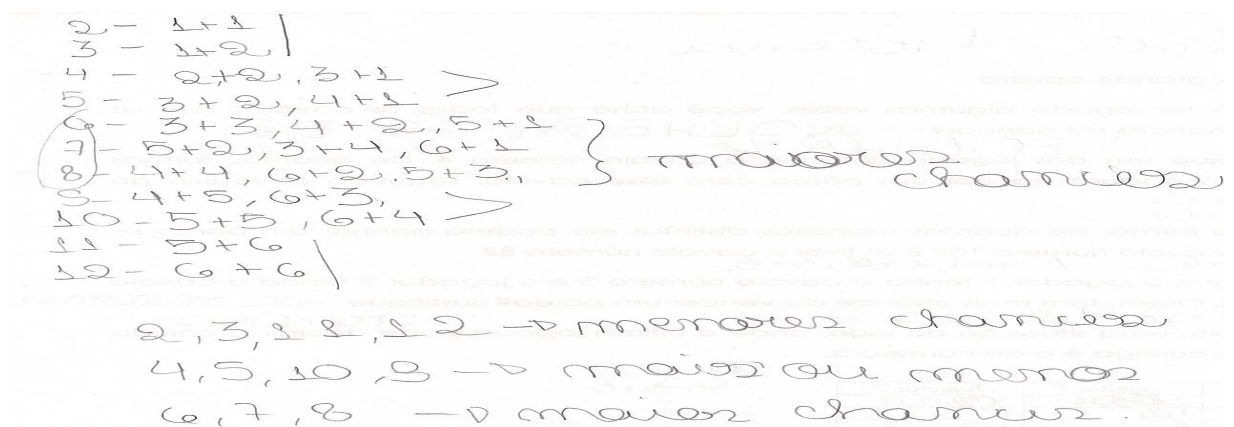 2 - 1+1
3 - 1+2
4 - 2+2, 3+1
5 - 3+2, 4+1
6 - 3+3, 4+2, 5+1
7 - 5+2, 3+4, 6+1
8 - 4+4, 6+2, 5+3,
9 - 4+5, 6+3,
10 - 5+5, 6+4
11 - 5+6
12 - 6+6
maiores
chances
2, 3, 11, 12 → menores chances
4, 5, 10, 9 → mais ou menos
6, 7, 8 → maior chances.